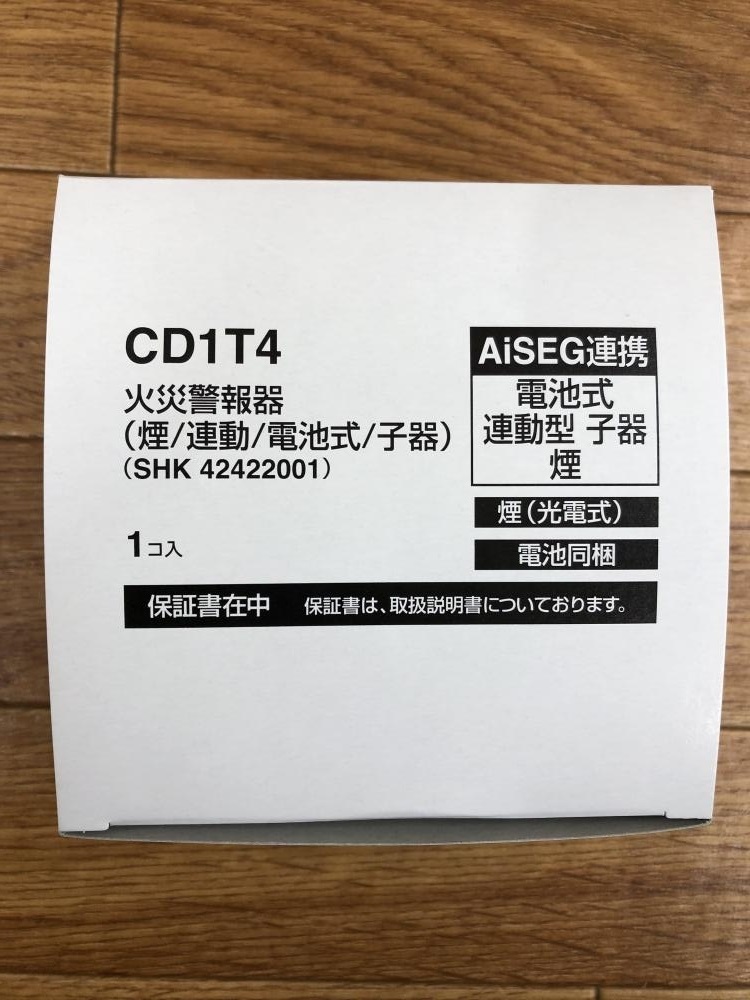 CD1T4
火災警報器
(煙/連動/電池式/子器)
(SHK 42422001)
1コ入
AiSEG連携
電池式
連動型 子器
煙
煙(光電式)
電池同梱
保証書在中 保証書は、取扱説明書についております。